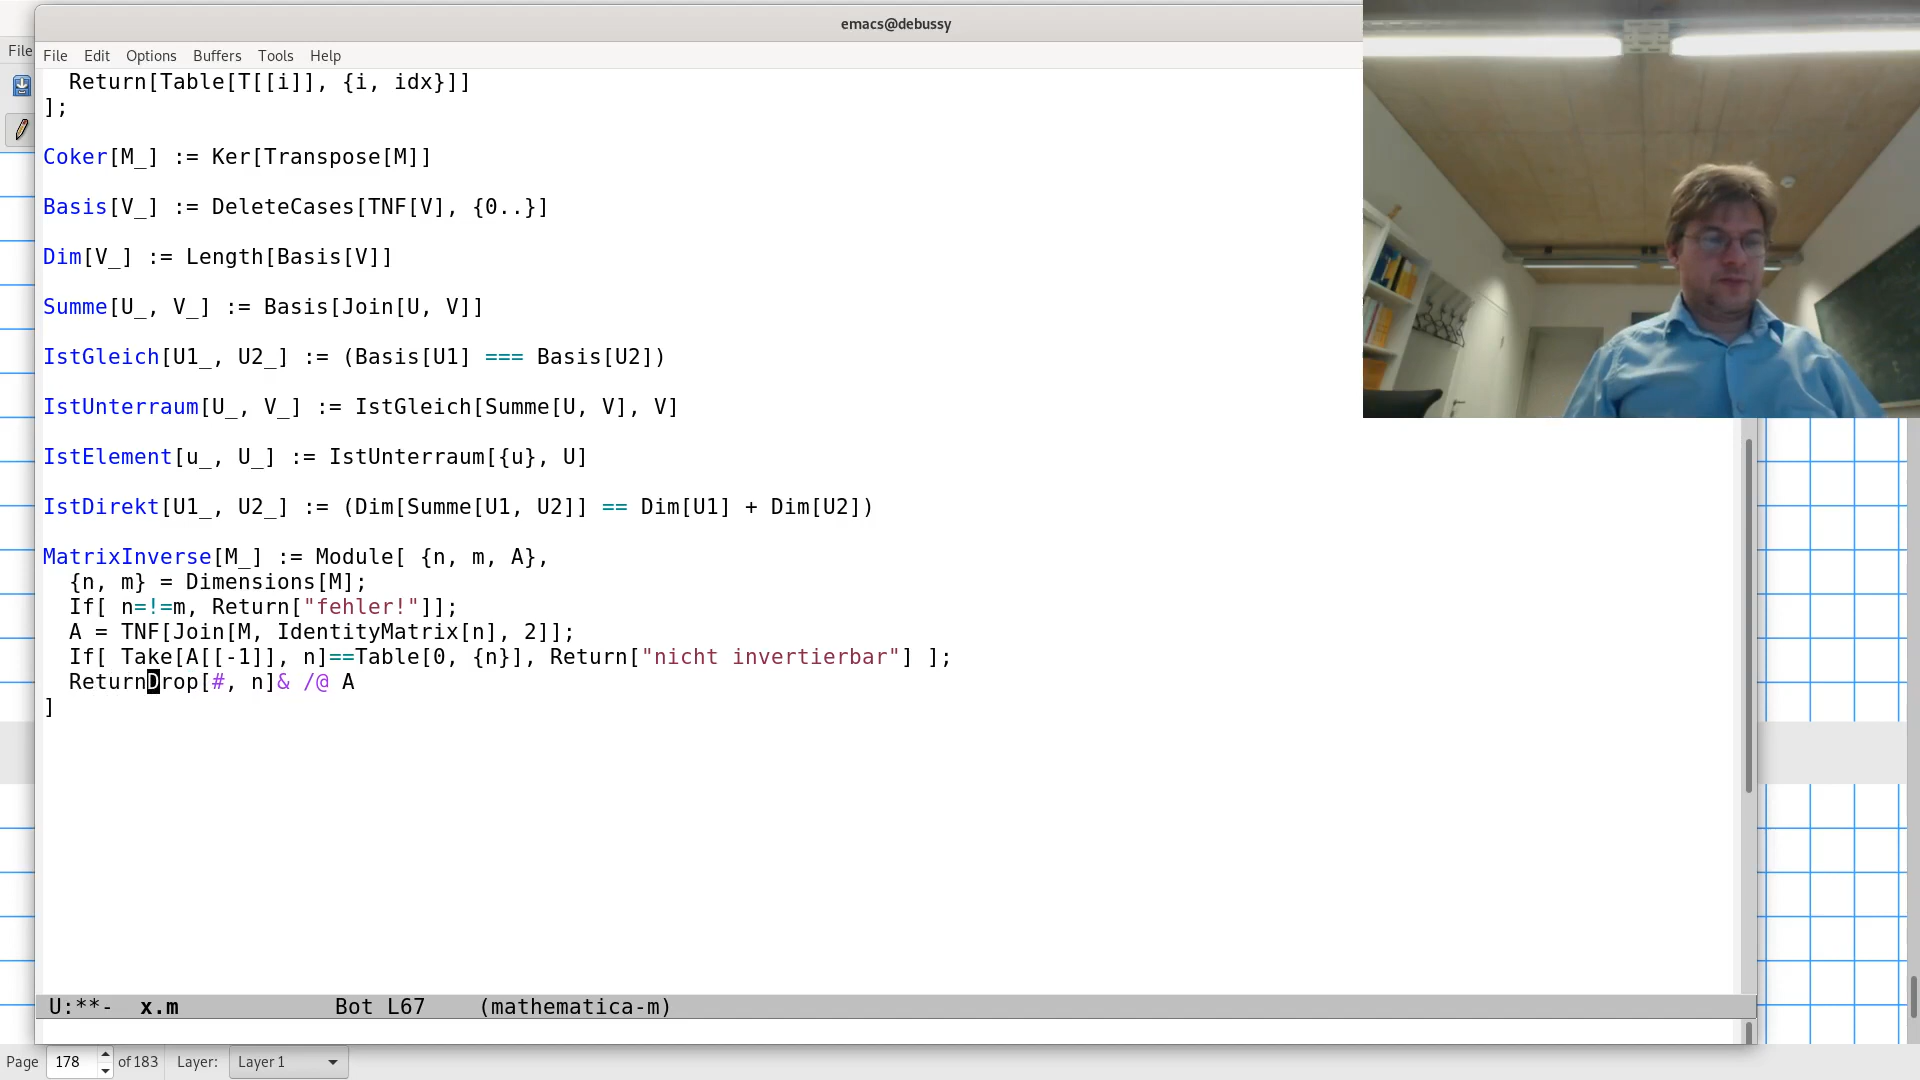 emacs@debussy
File
File Edit Options Buffers Tools Help
  Return[Table[T[[i]], {i, idx}]]
];
Coker[M_] := Ker[Transpose[M]]
Basis[V_] := DeleteCases[TNF[V], {0..}]
Dim[V_] := Length[Basis[V]]
Summe[U_, V_] := Basis[Join[U, V]]
IstGleich[U1_, U2_] := (Basis[U1] === Basis[U2])
IstUnterraum[U_, V_] := IstGleich[Summe[U, V], V]
IstElement[u_, U_] := IstUnterraum[{u}, U]
IstDirekt[U1_, U2_] := (Dim[Summe[U1, U2]] == Dim[U1] + Dim[U2])
MatrixInverse[M_] := Module[ {n, m, A},
  {n, m} = Dimensions[M];
  If[ n=!=m, Return["fehler!"]];
  A = TNF[Join[M, IdentityMatrix[n], 2]];
  If[ Take[A[[-1]], n]==Table[0, {n}], Return["nicht invertierbar"] ];
  ReturnDrop[#, n]& /@ A
]
U:**-  x.m            Bot L67    (mathematica-m)
Page 178 of 183 Layer: Layer 1